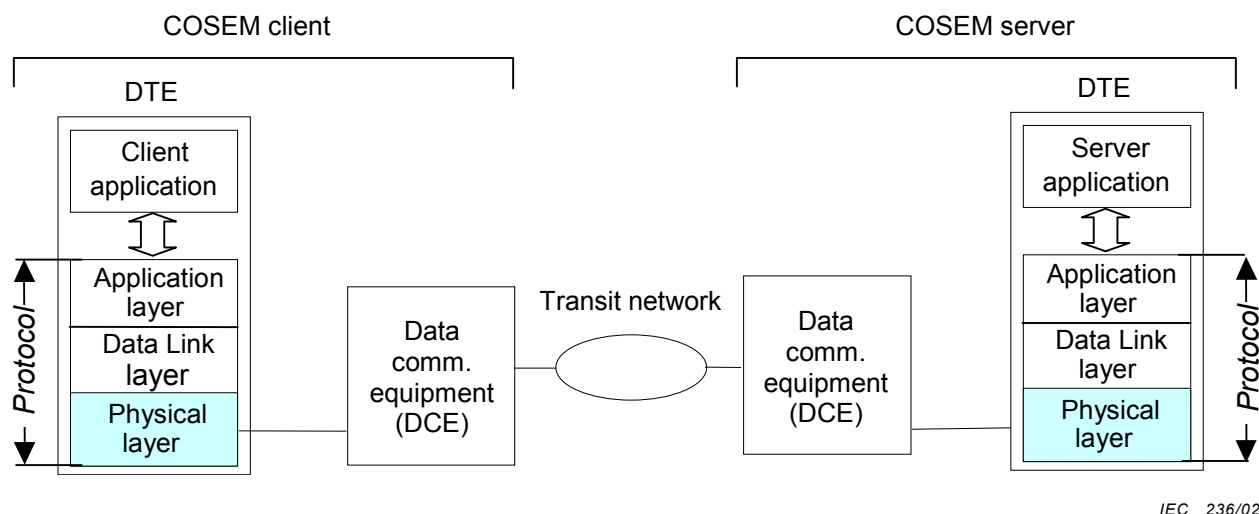 COSEM client
COSEM server
DTE
DTE
Client
application
Server
application
Protocol
Application
layer
Data Link
layer
Physical
layer
Data
comm.
equipment
(DCE)
Transit network
Data
comm.
equipment
(DCE)
Application
layer
Data Link
layer
Physical
layer
Protocol
IEC 236/02